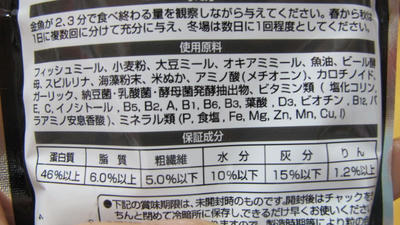 金魚が2、3分で食べ終わる量を観察しながら与えてください。春から秋は
1日に複数回に分けて充分に与え、冬場は数日に1回程度としてください。
使用原料
フィッシュミール、小麦粉、大豆ミール、オキアミミール、魚油、ビール酵
母、スピルリナ、海藻粉末、米ぬか、アミノ酸(メチオニン)、カロチノイド、
ガーリック、納豆菌・乳酸菌・酵母菌発酵抽出物、ビタミン類(塩化コリン、
E、C、イノシトール、B5、B2、A、B1、B6、B3、葉酸、D3、ビオチン、B12、パ
ラアミノ安息香酸)、ミネラル類(P、食塩、Fe、Mg、Zn、Mn、Cu、I)
保証成分
蛋白質 脂質 粗繊維 水分 灰分 りん
46%以上 6.0%以上 5.0%以下 10%以下 15%以下 1.2%以上
●下記の賞味期限は、未開封時のものです。開封後はチャックを
ちんと閉めて冷暗所に保存しできるだけ早くお使いください。